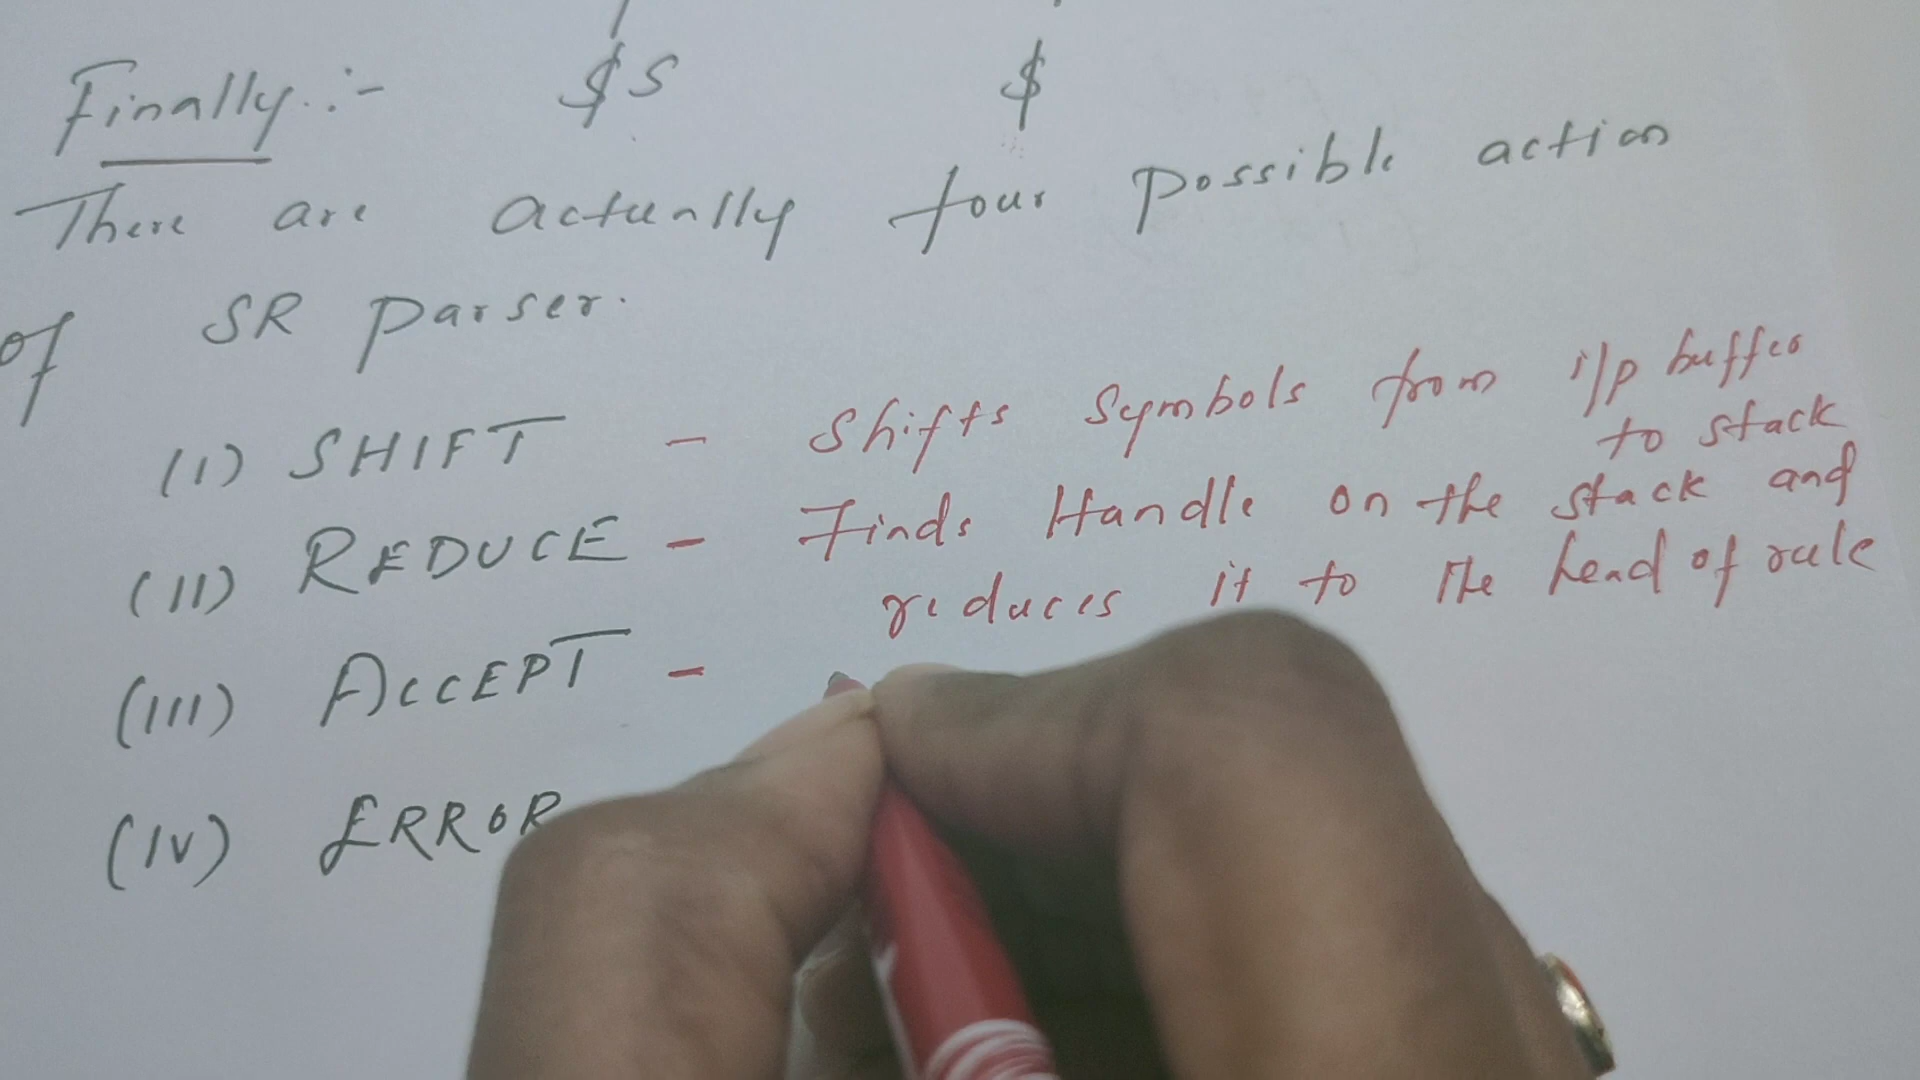 Finally :- $S $
There are actually four possible action
of SR parser.
(I) SHIFT - Shifts Symbols from i/p buffer
to stack
(II) REDUCE - Finds Handle on the stack and
reduces it to the head of rule
(III) ACCEPT -
(IV) ERROR